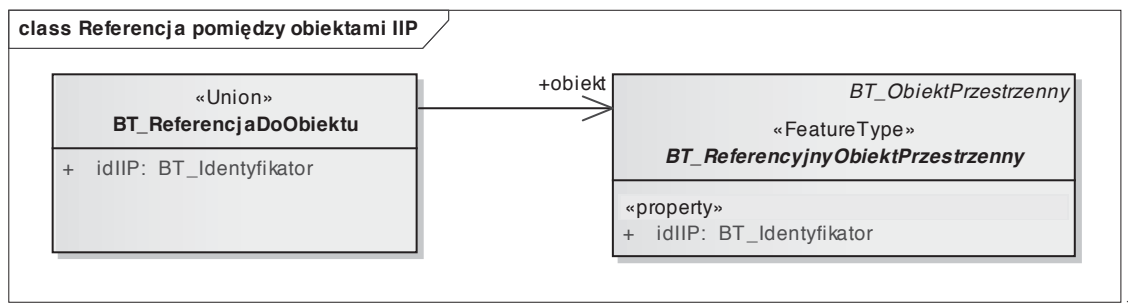 class Referencja pomiędzy obiektami IIP
«Union»
BT_ReferencjaDoObiektu
+ idIIP: BT_Identyfikator
+obiekt
BT_ObiektPrzestrzenny
«FeatureType»
BT_ReferencyjnyObiektPrzestrzenny
«property»
+ idIIP: BT_Identyfikator